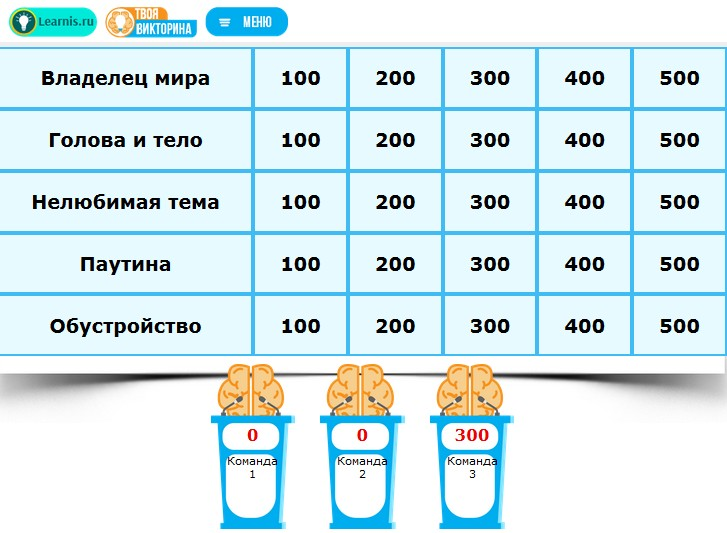 Learnis.ru
ТВОЯ
ВИКТОРИНА
МЕНЮ
Владелец мира 100 200 300 400 500
Голова и тело 100 200 300 400 500
Нелюбимая тема 100 200 300 400 500
Паутина 100 200 300 400 500
Обустройство 100 200 300 400 500
0 0 300
Команда Команда Команда
1 2 3